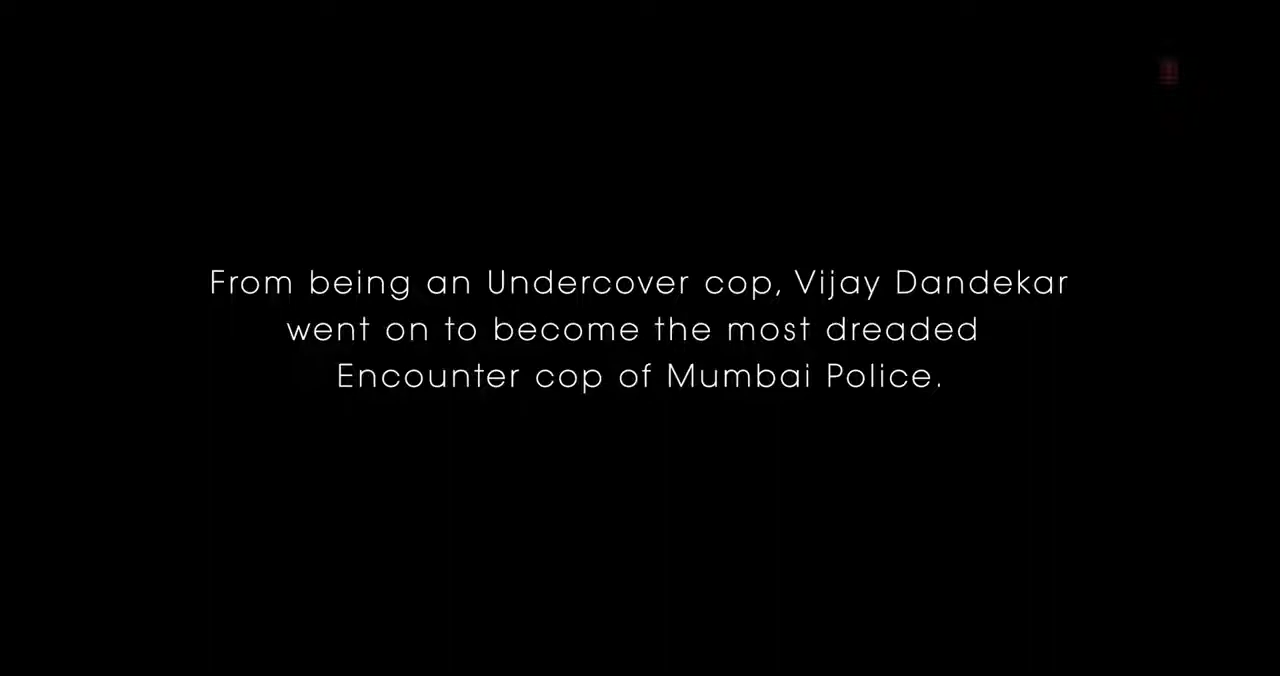 From being an Undercover cop, Vijay Dandekar
went on to become the most dreaded
Encounter cop of Mumbai Police.